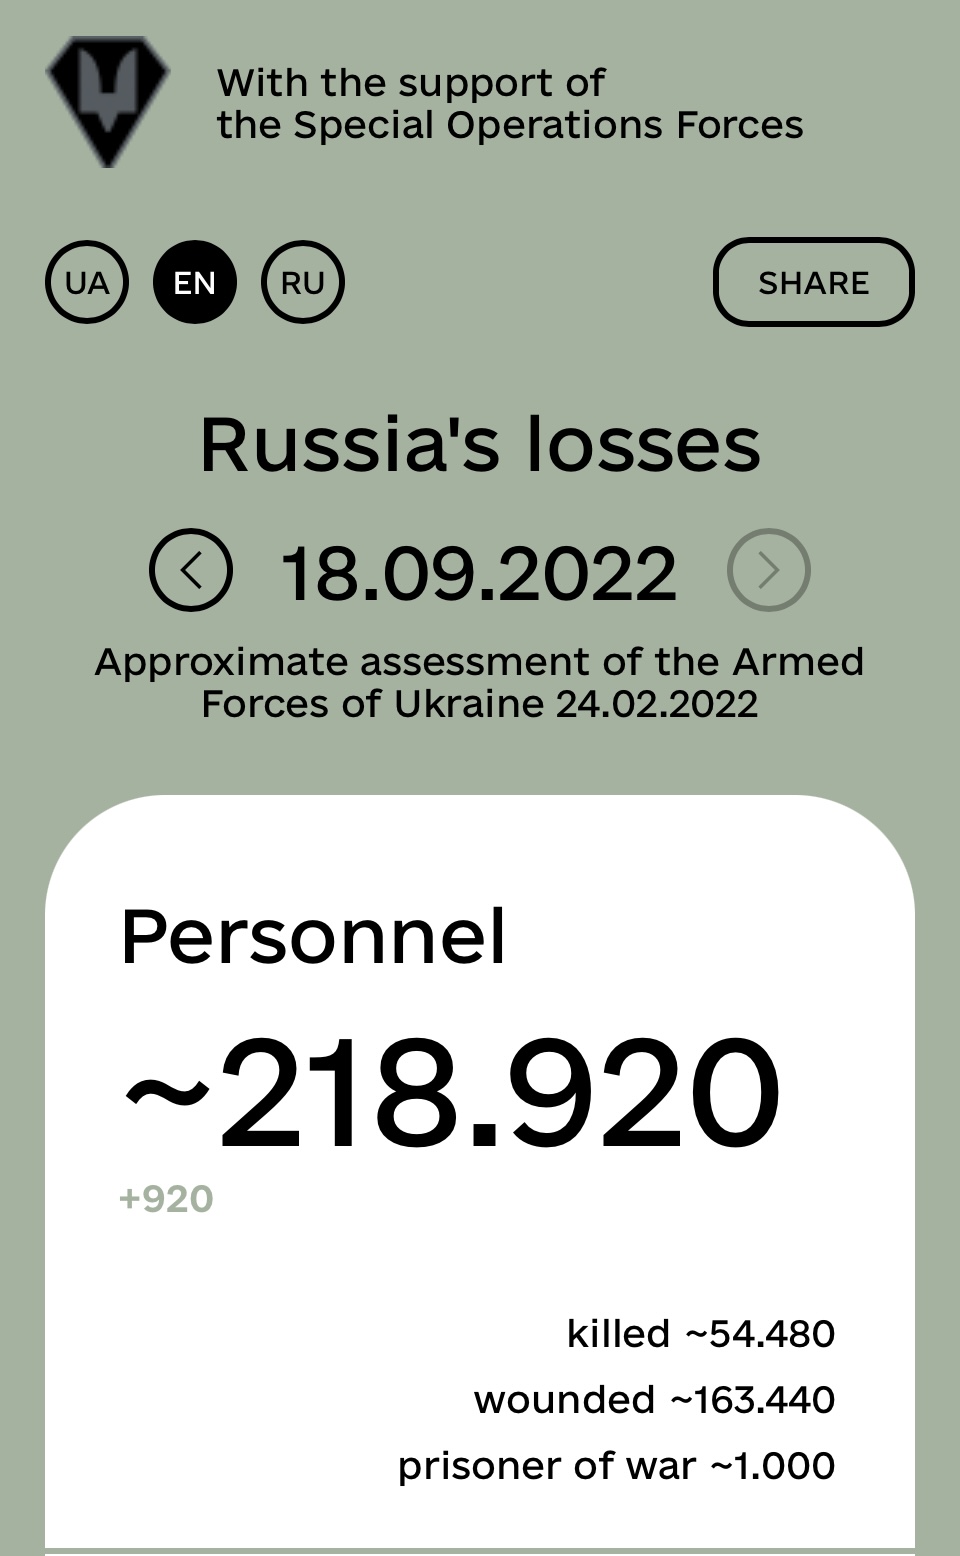 With the support of
the Special Operations Forces
UA EN RU SHARE
Russia's losses
18.09.2022
Approximate assessment of the Armed
Forces of Ukraine 24.02.2022
Personnel
~218.920
+920
killed ~54.480
wounded ~163.440
prisoner of war ~1.000